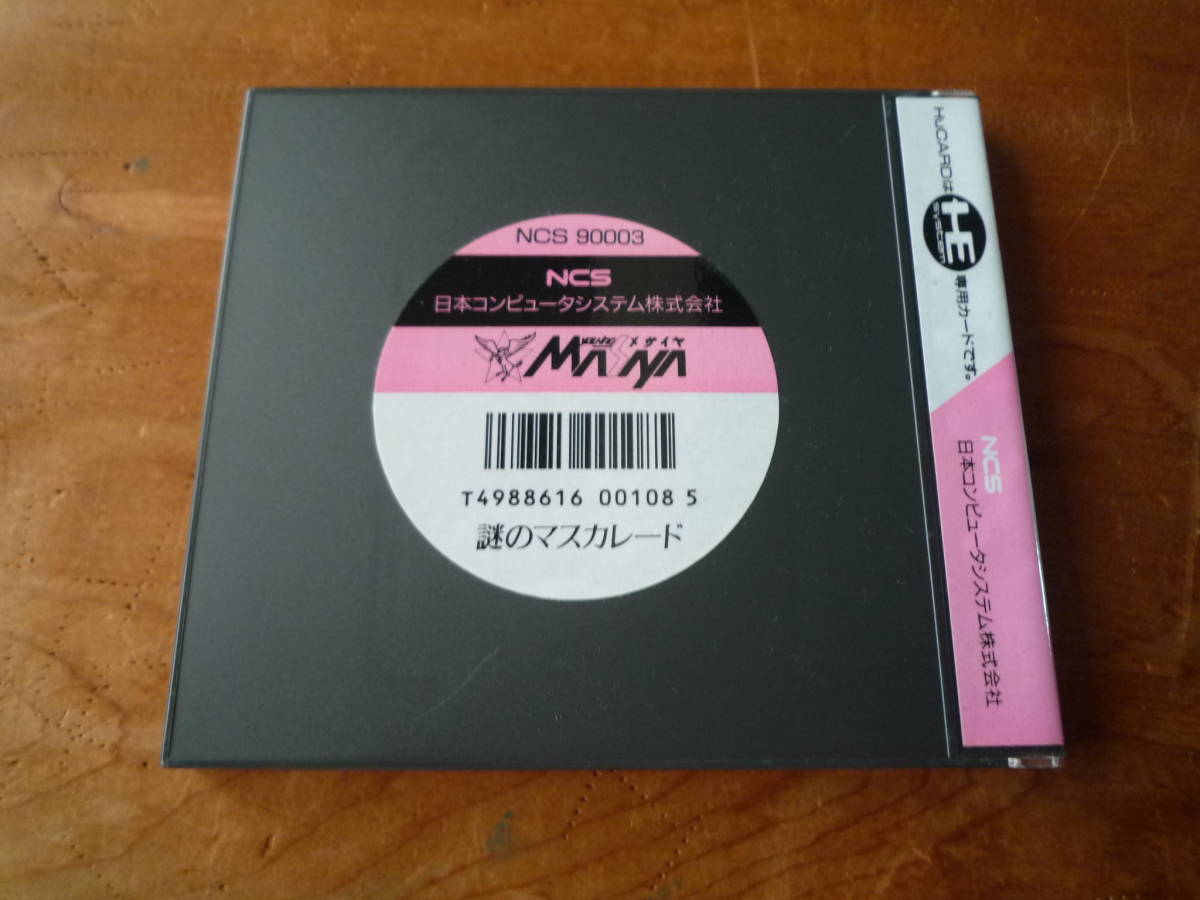 NCS 90003
NCS
日本コンピュータシステム株式会社
メサイヤ
MASAYA
T4988616 00108 5
謎のマスカレード
HuCARDは
HE
SYSTEM
専用カードです。
NCS
日本コンピュータシステム株式会社